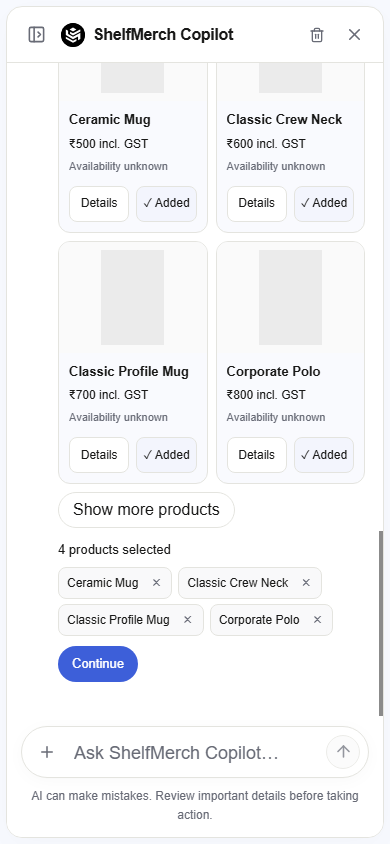 ShelfMerch Copilot
Ceramic Mug
₹500 incl. GST
Availability unknown
Details
✓ Added
Classic Crew Neck
₹600 incl. GST
Availability unknown
Details
✓ Added
Classic Profile Mug
₹700 incl. GST
Availability unknown
Details
✓ Added
Corporate Polo
₹800 incl. GST
Availability unknown
Details
✓ Added
Show more products
4 products selected
Ceramic Mug ×
Classic Crew Neck ×
Classic Profile Mug ×
Corporate Polo ×
Continue
Ask ShelfMerch Copilot…
AI can make mistakes. Review important details before taking
action.